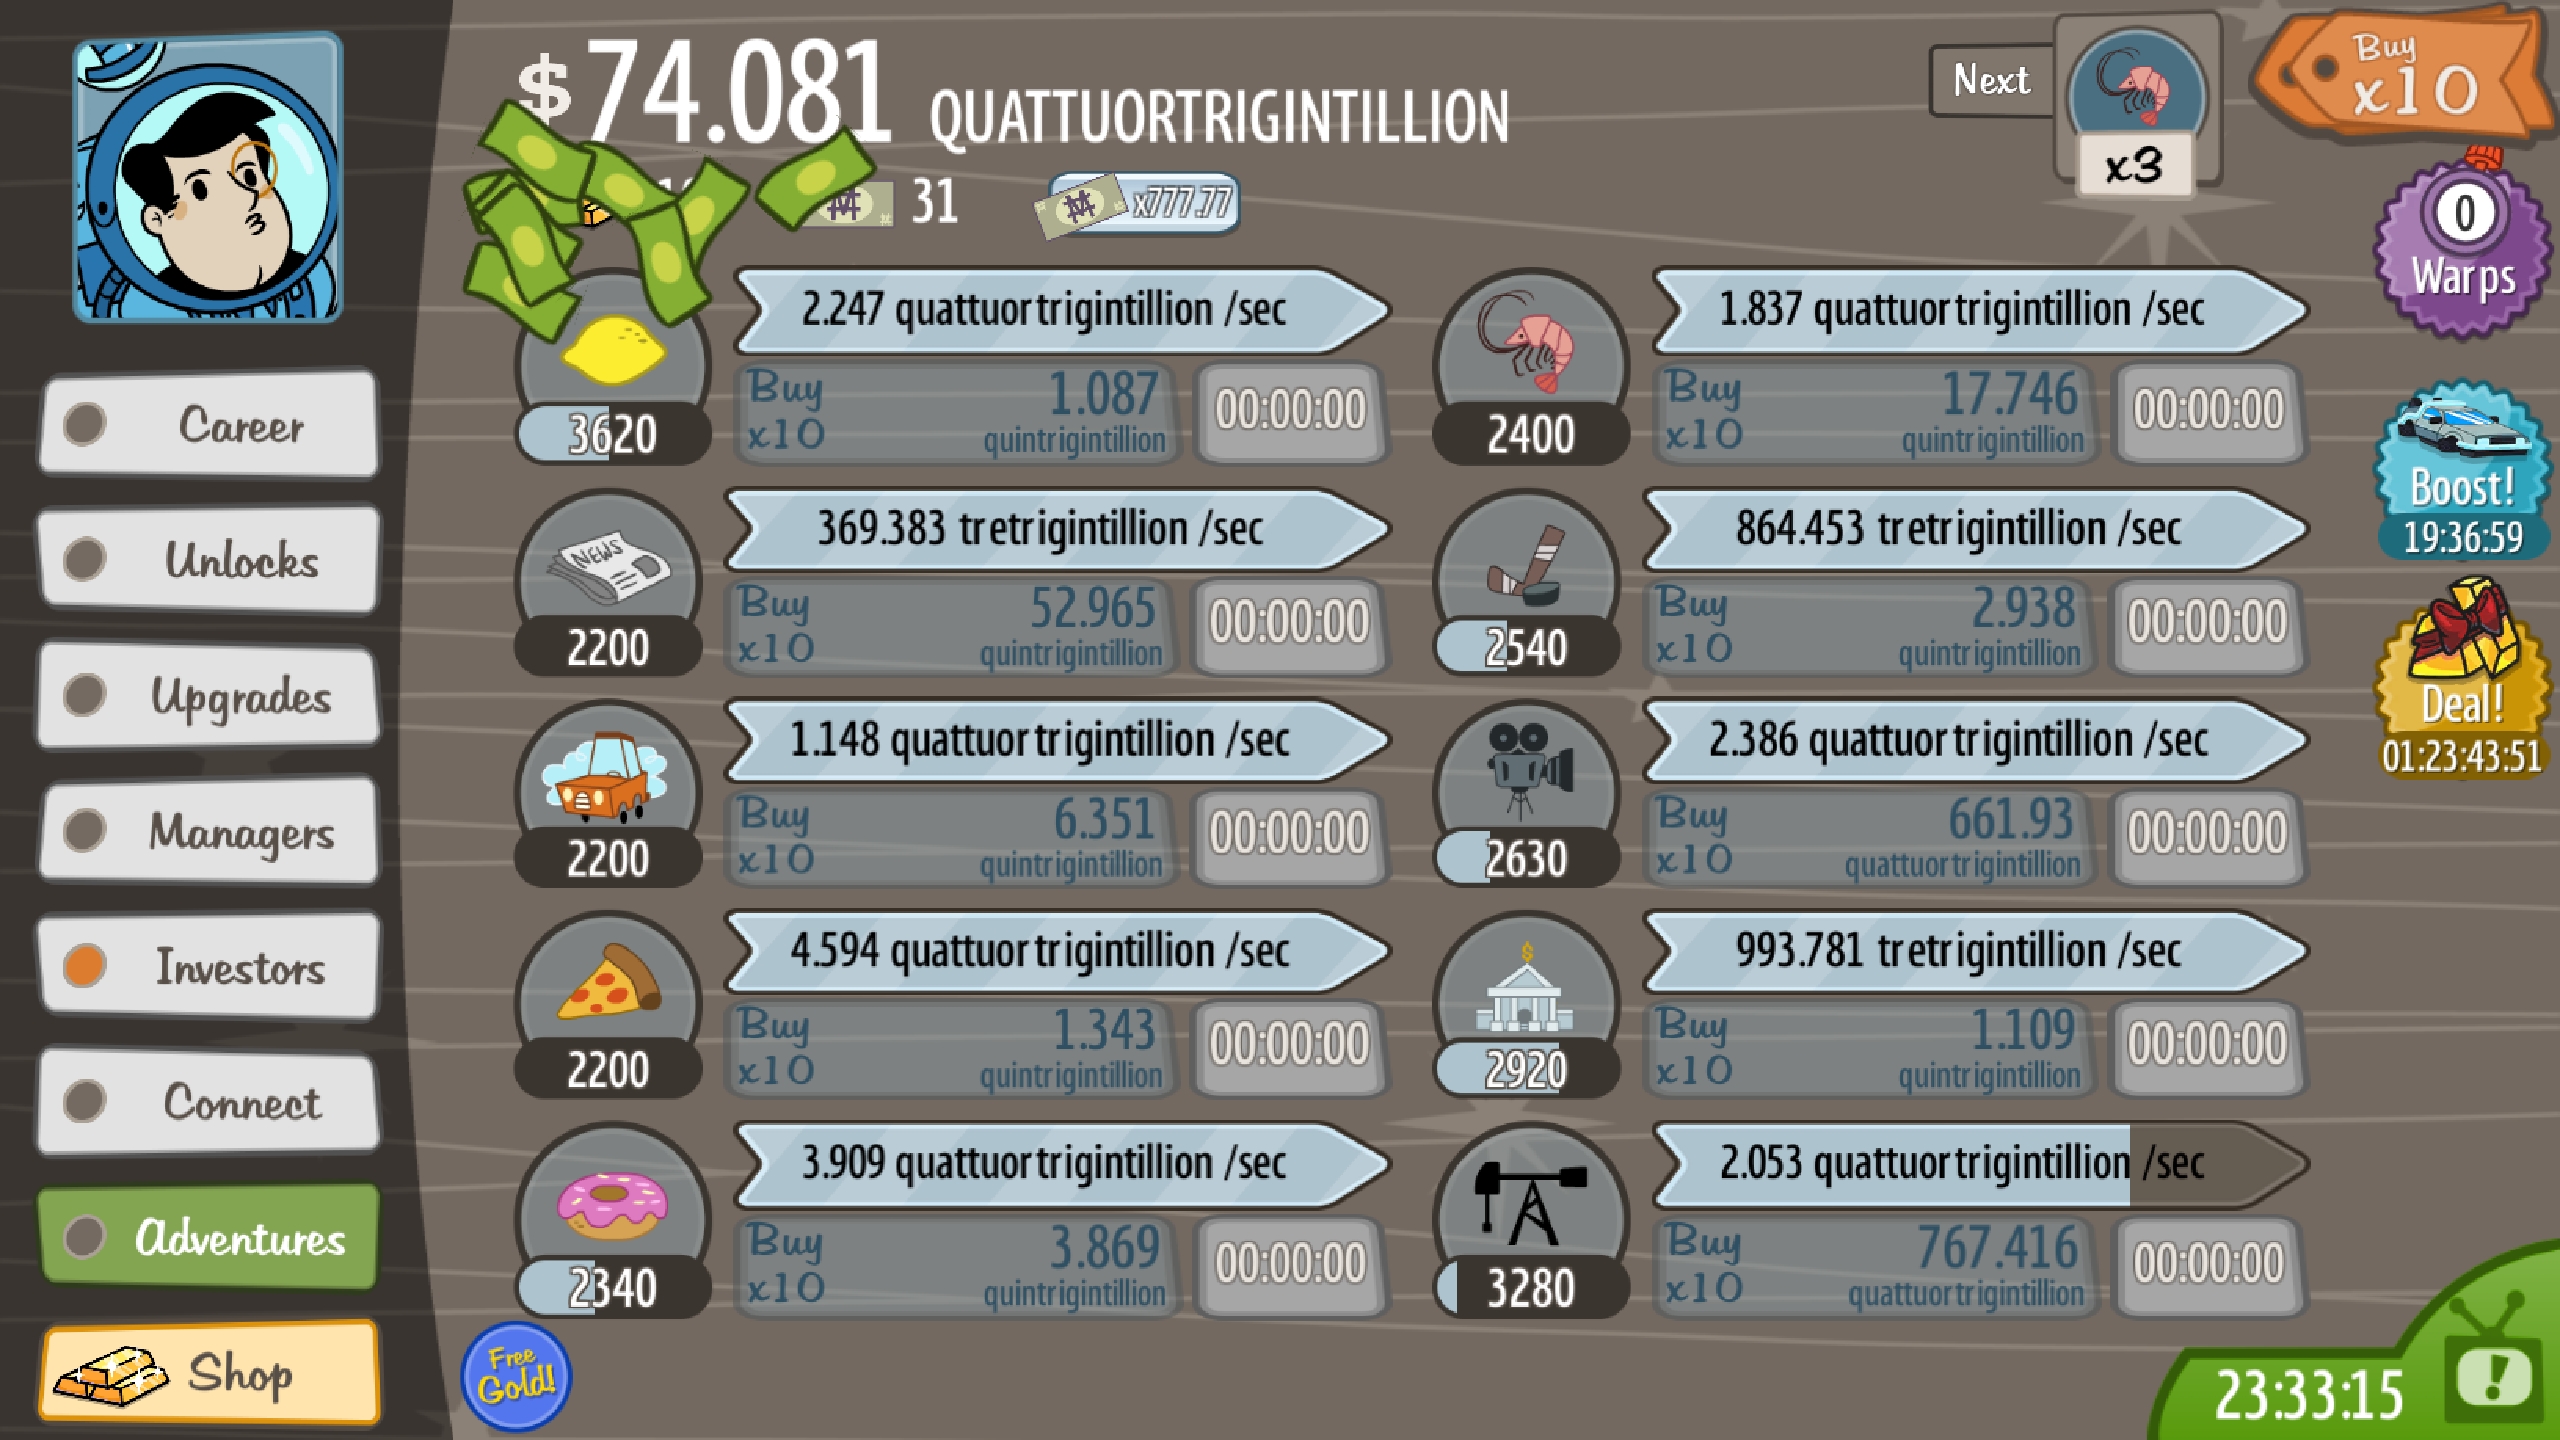 $74.081 QUATTUORTRIGINTILLION
31
x777.77
Next
x3
Buy
x10
0
Warps
Boost!
19:36:59
Deal!
01:23:43:51
Career
Unlocks
Upgrades
Managers
Investors
Connect
Adventures
Shop
2.247 quattuortrigintillion /sec
3620
Buy
x10
1.087
quintrigintillion
00:00:00
1.837 quattuortrigintillion /sec
2400
Buy
x10
17.746
quintrigintillion
00:00:00
NEWS
369.383 tretrigintillion /sec
2200
Buy
x10
52.965
quintrigintillion
00:00:00
864.453 tretrigintillion /sec
2540
Buy
x10
2.938
quintrigintillion
00:00:00
1.148 quattuortrigintillion /sec
2200
Buy
x10
6.351
quintrigintillion
00:00:00
2.386 quattuortrigintillion /sec
2630
Buy
x10
661.93
quattuortrigintillion
00:00:00
4.594 quattuortrigintillion /sec
2200
Buy
x10
1.343
quintrigintillion
00:00:00
$
993.781 tretrigintillion /sec
2920
Buy
x10
1.109
quintrigintillion
00:00:00
3.909 quattuortrigintillion /sec
2340
Buy
x10
3.869
quintrigintillion
00:00:00
2.053 quattuortrigintillion /sec
3280
Buy
x10
767.416
quattuortrigintillion
00:00:00
Free
Gold!
23:33:15
!